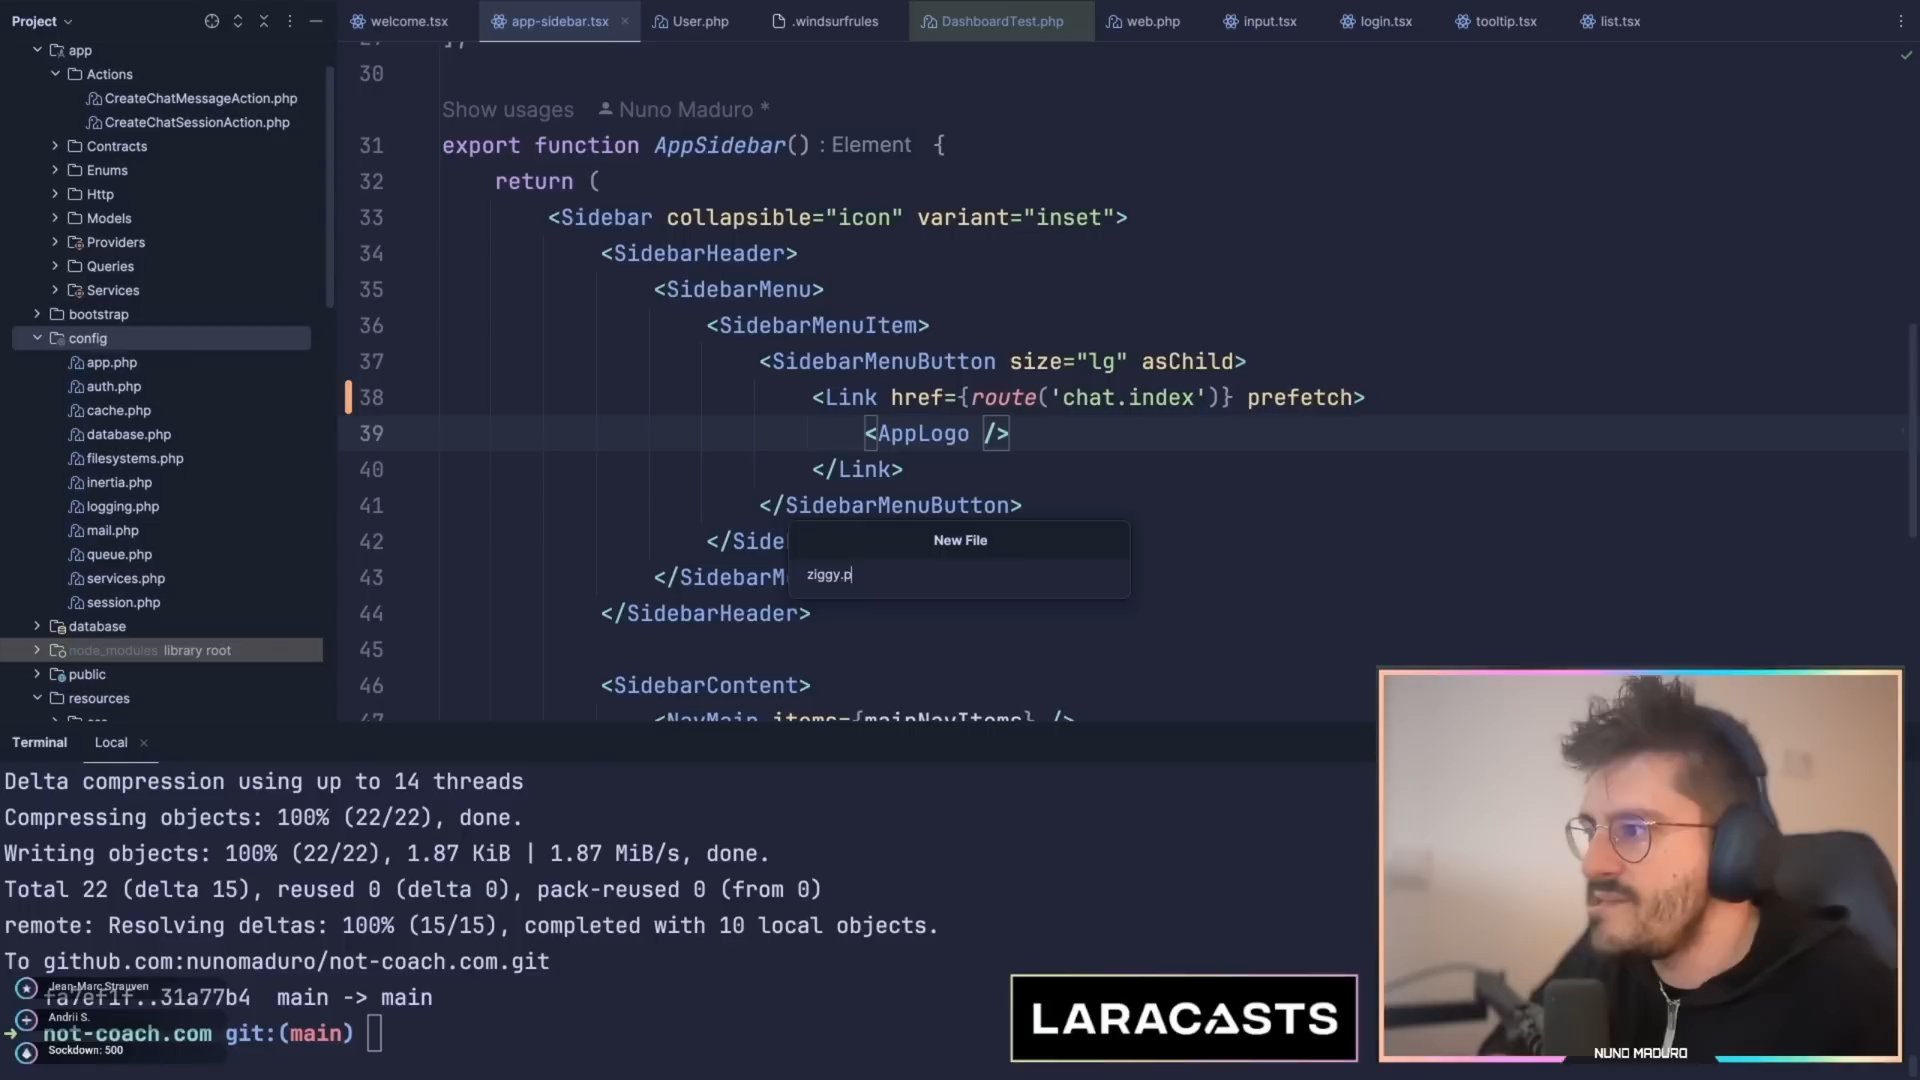 Project
welcome.tsx
app-sidebar.tsx
User.php
.windsurfrules
DashboardTest.php
web.php
input.tsx
login.tsx
tooltip.tsx
list.tsx
app
Actions
CreateChatMessageAction.php
CreateChatSessionAction.php
Contracts
Enums
Http
Models
Providers
Queries
Services
bootstrap
config
app.php
auth.php
cache.php
database.php
filesystems.php
inertia.php
logging.php
mail.php
queue.php
services.php
session.php
database
node_modules library root
public
resources
30
Show usages Nuno Maduro *
31 export function AppSidebar() : Element {
32 return (
33 <Sidebar collapsible="icon" variant="inset">
34 <SidebarHeader>
35 <SidebarMenu>
36 <SidebarMenuItem>
37 <SidebarMenuButton size="lg" asChild>
38 <Link href={route('chat.index')} prefetch>
39 <AppLogo />
40 </Link>
41 </SidebarMenuButton>
42 </Side
43 </SidebarM
44 </SidebarHeader>
45
46 <SidebarContent>
47 <NavMain items={mainNavItems} />
New File
ziggy.p
Terminal Local
Delta compression using up to 14 threads
Compressing objects: 100% (22/22), done.
Writing objects: 100% (22/22), 1.87 KiB | 1.87 MiB/s, done.
Total 22 (delta 15), reused 0 (delta 0), pack-reused 0 (from 0)
remote: Resolving deltas: 100% (15/15), completed with 10 local objects.
To github.com:nunomaduro/not-coach.com.git
fa7ef1f..31a77b4 main -> main
not-coach.com git:(main)
Jean-Marc Strauven
Andrii S.
Sockdown: 500
LARACASTS
NUNO MADURO